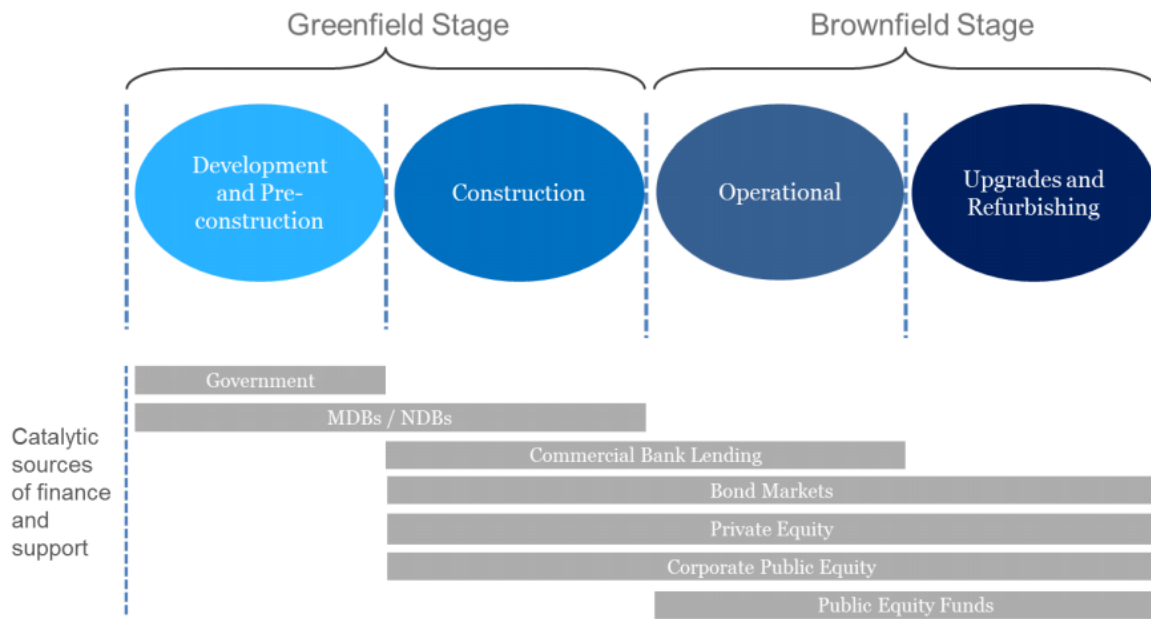 Greenfield Stage
Brownfield Stage
Development
and Pre-
construction
Construction
Operational
Upgrades and
Refurbishing
Catalytic
sources
of finance
and
support
Government
MDBs / NDBs
Commercial Bank Lending
Bond Markets
Private Equity
Corporate Public Equity
Public Equity Funds